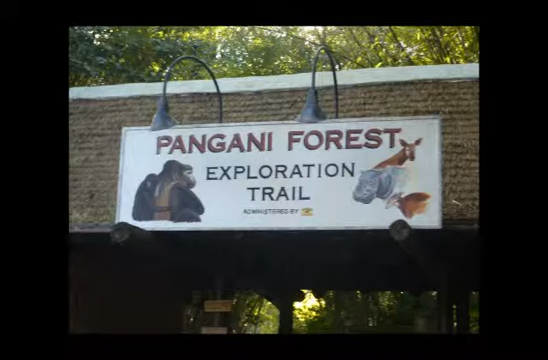 PANGANI FOREST
EXPLORATION
TRAIL
ADMINISTERED BY